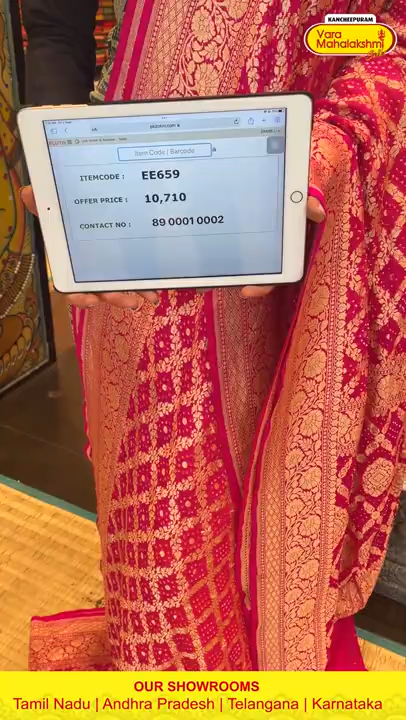 KANCHEEPURAM
Vara
Mahalakshmi
Item Code | Barcode
ITEMCODE : EE659
OFFER PRICE : 10,710
CONTACT NO : 89 0001 0002
OUR SHOWROOMS
Tamil Nadu | Andhra Pradesh | Telangana | Karnataka